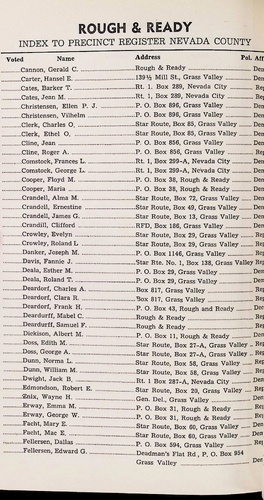 ROUGH & READY
INDEX TO PRECINCT REGISTER NEVADA COUNTY
Voted Name Address Pol. Aff
Cannon, Gerald C. Rough & Ready Dem
Carter, Hansel E. 139½ Mill St., Grass Valley Dem
Cates, Barker T. Rt. 1, Box 289, Nevada City Rep
Cates, Jean M. Rt. 1, Box 289, Nevada City
Christensen, Ellen P. J. P. O. Box 896, Grass Valley Dem
Christensen, Vilhelm P. O. Box 896, Grass Valley Dem
Clerk, Charles O. Star Route, Box 85, Grass Valley Dem
Clerk, Ethel O. Star Route, Box 85, Grass Valley Dem
Cline, Jean P. O. Box 856, Grass Valley
Cline, Roger A. P. O. Box 856, Grass Valley
Comstock, Frances L. Rt. 1, Box 299-A, Nevada City Dem
Comstock, George L. Rt. 1, Box 299-A, Nevada City Dem
Cooper, Floyd M. P. O. Box 38, Rough & Ready Dem
Cooper, Maria P. O. Box 38, Rough & Ready Dem
Crandall, Alma M. Star Route, Box 72, Grass Valley Dem
Crandall, Ernestine Star Route, Box 49, Grass Valley Dem
Crandall, James G. Star Route, Box 13, Grass Valley Dem
Crandill, Clifford RFD, Box 186, Grass Valley Dem
Crowley, Evelyn Star Route, Box 29, Grass Valley Rep
Crowley, Roland L. Star Route, Box 29, Grass Valley Rep
Danker, Joseph M. P. O. Box 1146, Grass Valley Rep
Davis, Fannie J. Star Rte. No. 1, Box 138, Grass Valley Rep
Deala, Esther M. P. O. Box 29, Grass Valley Dem
Deala, Roland T. P. O. Box 29, Grass Valley Dem
Deardorf, Charles A. Box 817, Grass Valley Rep
Deardorf, Clara R. Box 817, Grass Valley Rep
Deardorf, Frank H. P. O. Box 43, Rough and Ready Dem
Deardurff, Mabel C. Rough & Ready Rep
Deardurff, Samuel F. Rough & Ready Rep
Dickison, Albert M. P. O. Box 11, Rough & Ready Dem
Doss, Edith M. Star Route, Box 27-A, Grass Valley Rep
Doss, George A. Star Route, Box 27-A, Grass Valley Rep
Dunn, Norma L. Star Route, Box 58, Grass Valley Rep
Dunn, William M. Star Route, Box 58, Grass Valley Rep
Dwight, Jack B. Rt. 1 Box 287-A, Nevada City Dem
Edmondson, Robert E. Star Route, Box 20, Grass Valley Dem
Znix, Wayne H. Gen. Del., Grass Valley Dem
Erway, Emma M. P. O. Box 31, Rough & Ready Rep
Erway, George W. P. O. Box 31, Rough & Ready Rep
Facht, Mary E. Star Route, Box 60, Grass Valley Dem
Facht, Mae E. Star Route, Box 60, Grass Valley Dem
Fellersen, Dallas P. O. Box 594, Grass Valley Rep
Fellersen, Edward G. Deadman's Flat Rd , P. O. Box 954
Grass Valley Dem